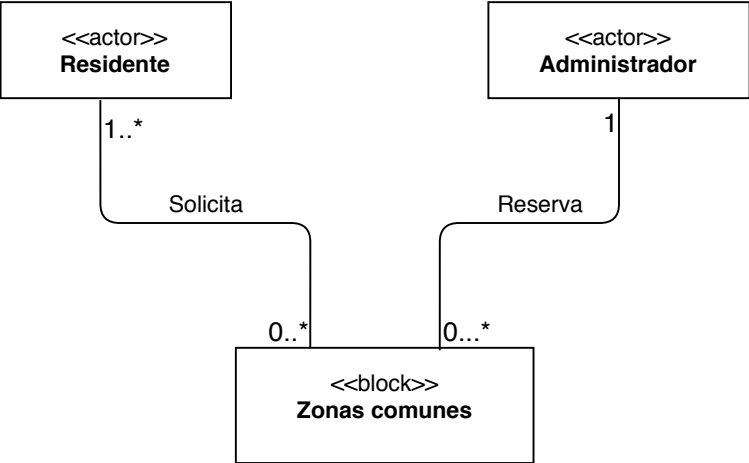 <<actor>>
Residente
<<actor>>
Administrador
1..*
1
Solicita
Reserva
0..*
0...*
<<block>>
Zonas comunes